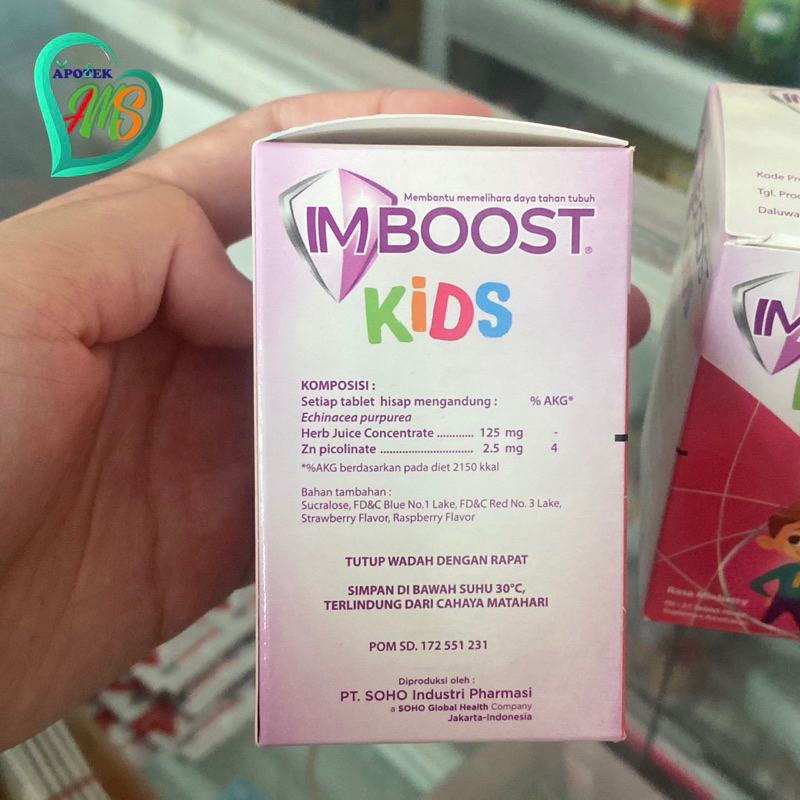 APOTEK
AMS
Membantu memelihara daya tahan tubuh
IMBOOST®
KiDS
KOMPOSISI :
Setiap tablet hisap mengandung : % AKG*
Echinacea purpurea
Herb Juice Concentrate ............ 125 mg -
Zn picolinate ............................ 2.5 mg 4
*%AKG berdasarkan pada diet 2150 kkal
Bahan tambahan :
Sucralose, FD&C Blue No.1 Lake, FD&C Red No. 3 Lake,
Strawberry Flavor, Raspberry Flavor
TUTUP WADAH DENGAN RAPAT
SIMPAN DI BAWAH SUHU 30°C,
TERLINDUNG DARI CAHAYA MATAHARI
POM SD. 172 551 231
Diproduksi oleh :
PT. SOHO Industri Pharmasi
a SOHO Global Health Company
Jakarta-Indonesia
Kode Pr
Tgl. Pro
Daluwa
IM
Rasa Mixberry